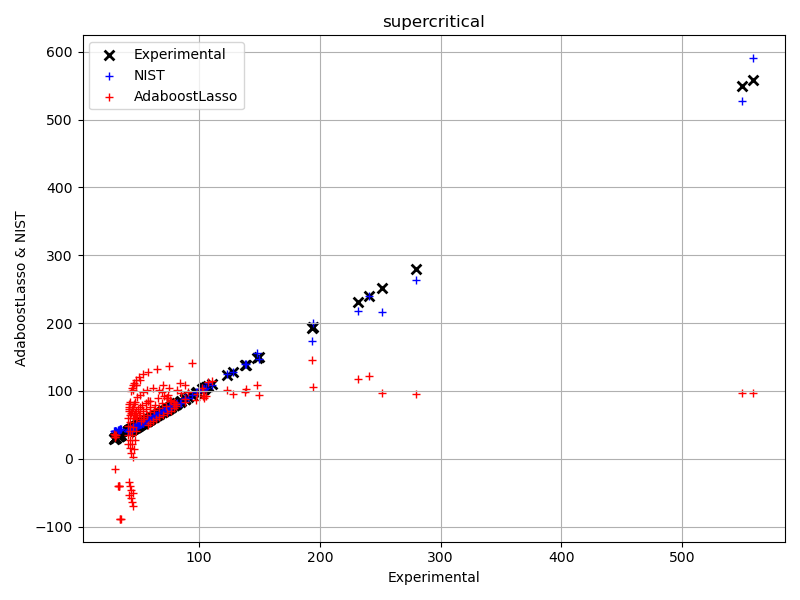 supercritical
Experimental
NIST
AdaboostLasso
600
500
400
300
200
100
0
−100
AdaboostLasso & NIST
100
200
300
400
500
Experimental